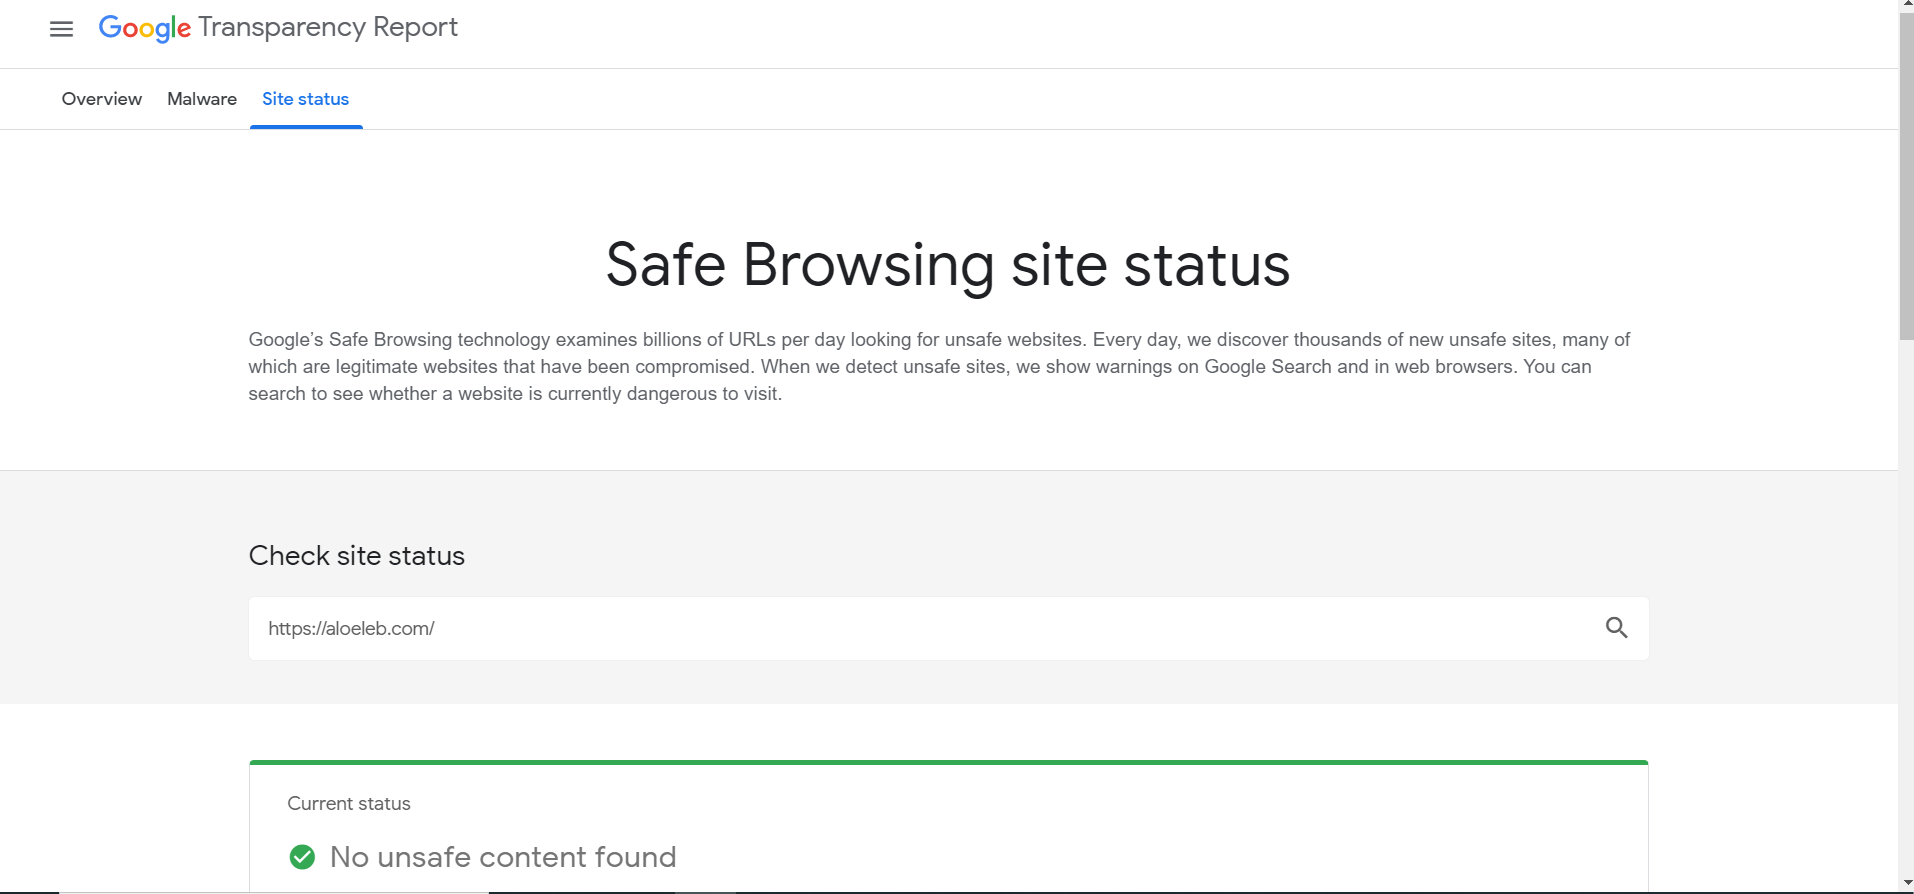 Google Transparency Report
Overview Malware Site status
Safe Browsing site status
Google’s Safe Browsing technology examines billions of URLs per day looking for unsafe websites. Every day, we discover thousands of new unsafe sites, many of
which are legitimate websites that have been compromised. When we detect unsafe sites, we show warnings on Google Search and in web browsers. You can
search to see whether a website is currently dangerous to visit.
Check site status
https://aloeleb.com/
Current status
No unsafe content found